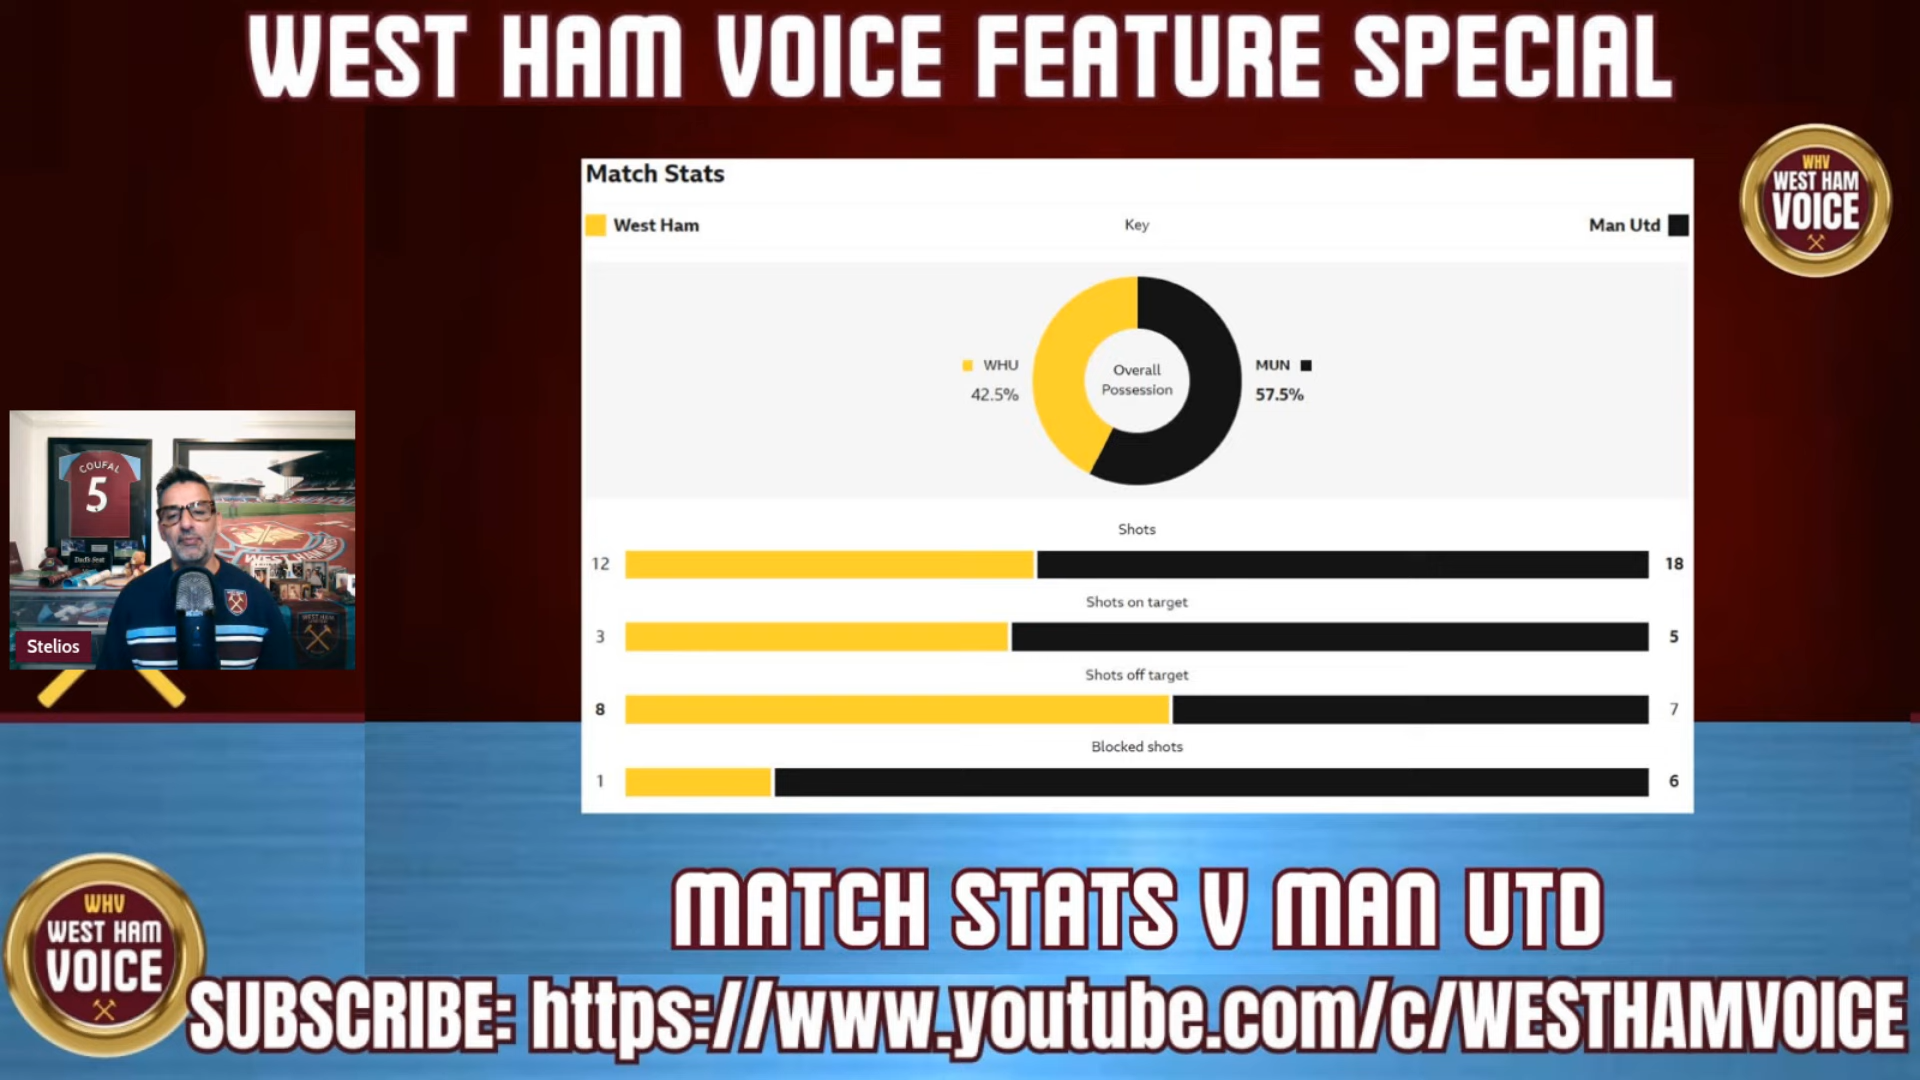 WEST HAM VOICE FEATURE SPECIAL
WHV
WEST HAM
VOICE
Match Stats
West Ham
Key
Man Utd
WHU
42.5%
Overall
Possession
MUN
57.5%
Shots
12
18
Shots on target
3
5
Shots off target
8
7
Blocked shots
1
6
COUFAL
5
WEST HAM
Stelios
MATCH STATS V MAN UTD
WHV
WEST HAM
VOICE
SUBSCRIBE: https://www.youtube.com/c/WESTHAMVOICE